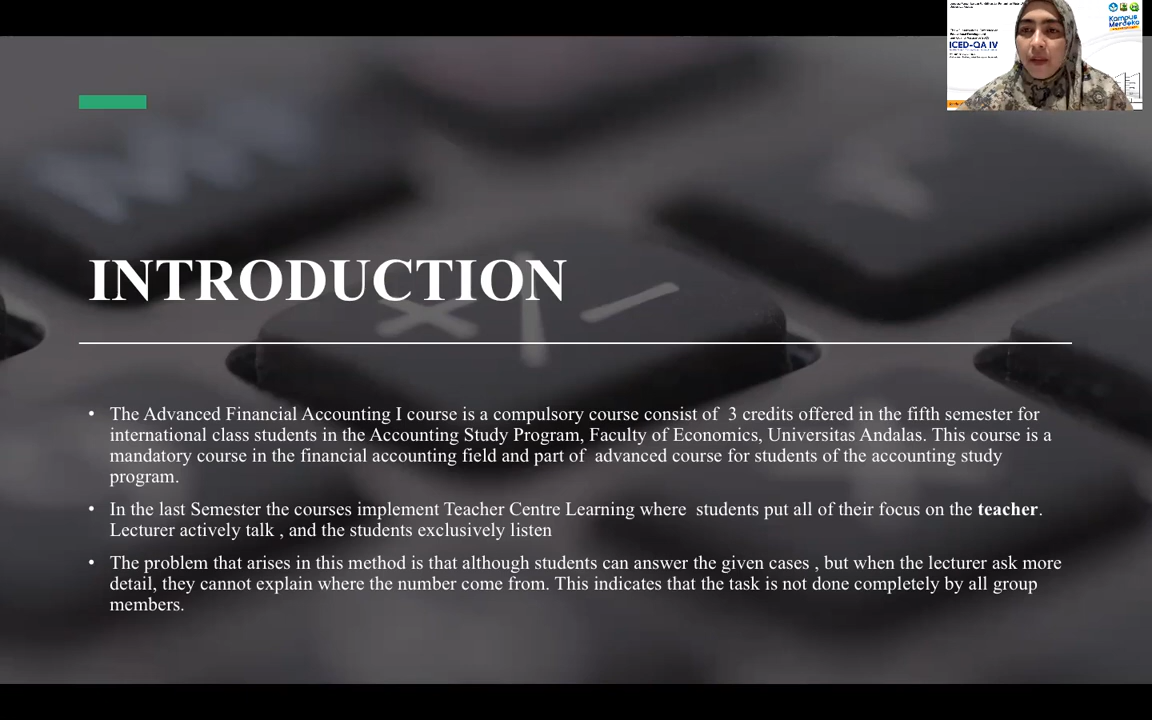 Kampus
Merdeka
ICED-QA IV
INTRODUCTION
• The Advanced Financial Accounting I course is a compulsory course consist of 3 credits offered in the fifth semester for
international class students in the Accounting Study Program, Faculty of Economics, Universitas Andalas. This course is a
mandatory course in the financial accounting field and part of advanced course for students of the accounting study
program.
• In the last Semester the courses implement Teacher Centre Learning where students put all of their focus on the teacher.
Lecturer actively talk , and the students exclusively listen
• The problem that arises in this method is that although students can answer the given cases , but when the lecturer ask more
detail, they cannot explain where the number come from. This indicates that the task is not done completely by all group
members.